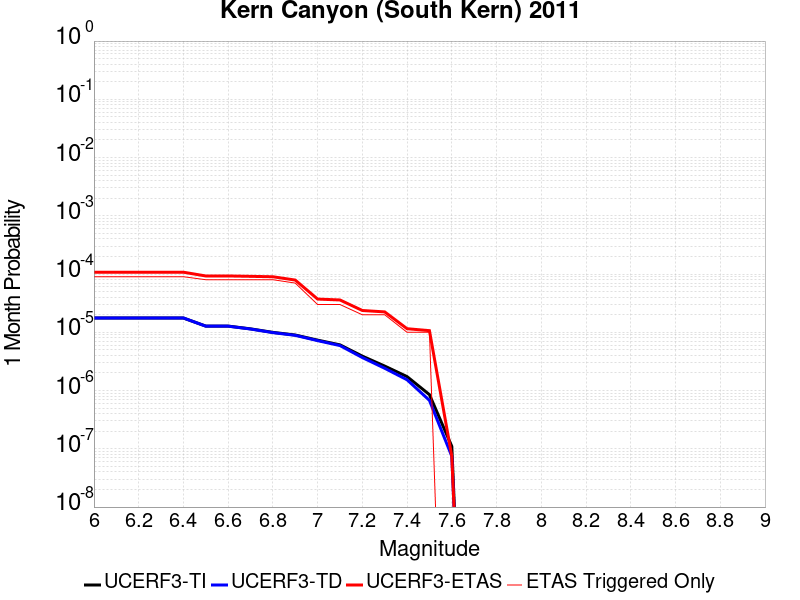 Kern Canyon (South Kern) 2011
10^0
10^-1
10^-2
10^-3
10^-4
10^-5
10^-6
10^-7
10^-8
1 Month Probability
6 6.2 6.4 6.6 6.8 7 7.2 7.4 7.6 7.8 8 8.2 8.4 8.6 8.8 9
Magnitude
UCERF3-TI UCERF3-TD UCERF3-ETAS ETAS Triggered Only